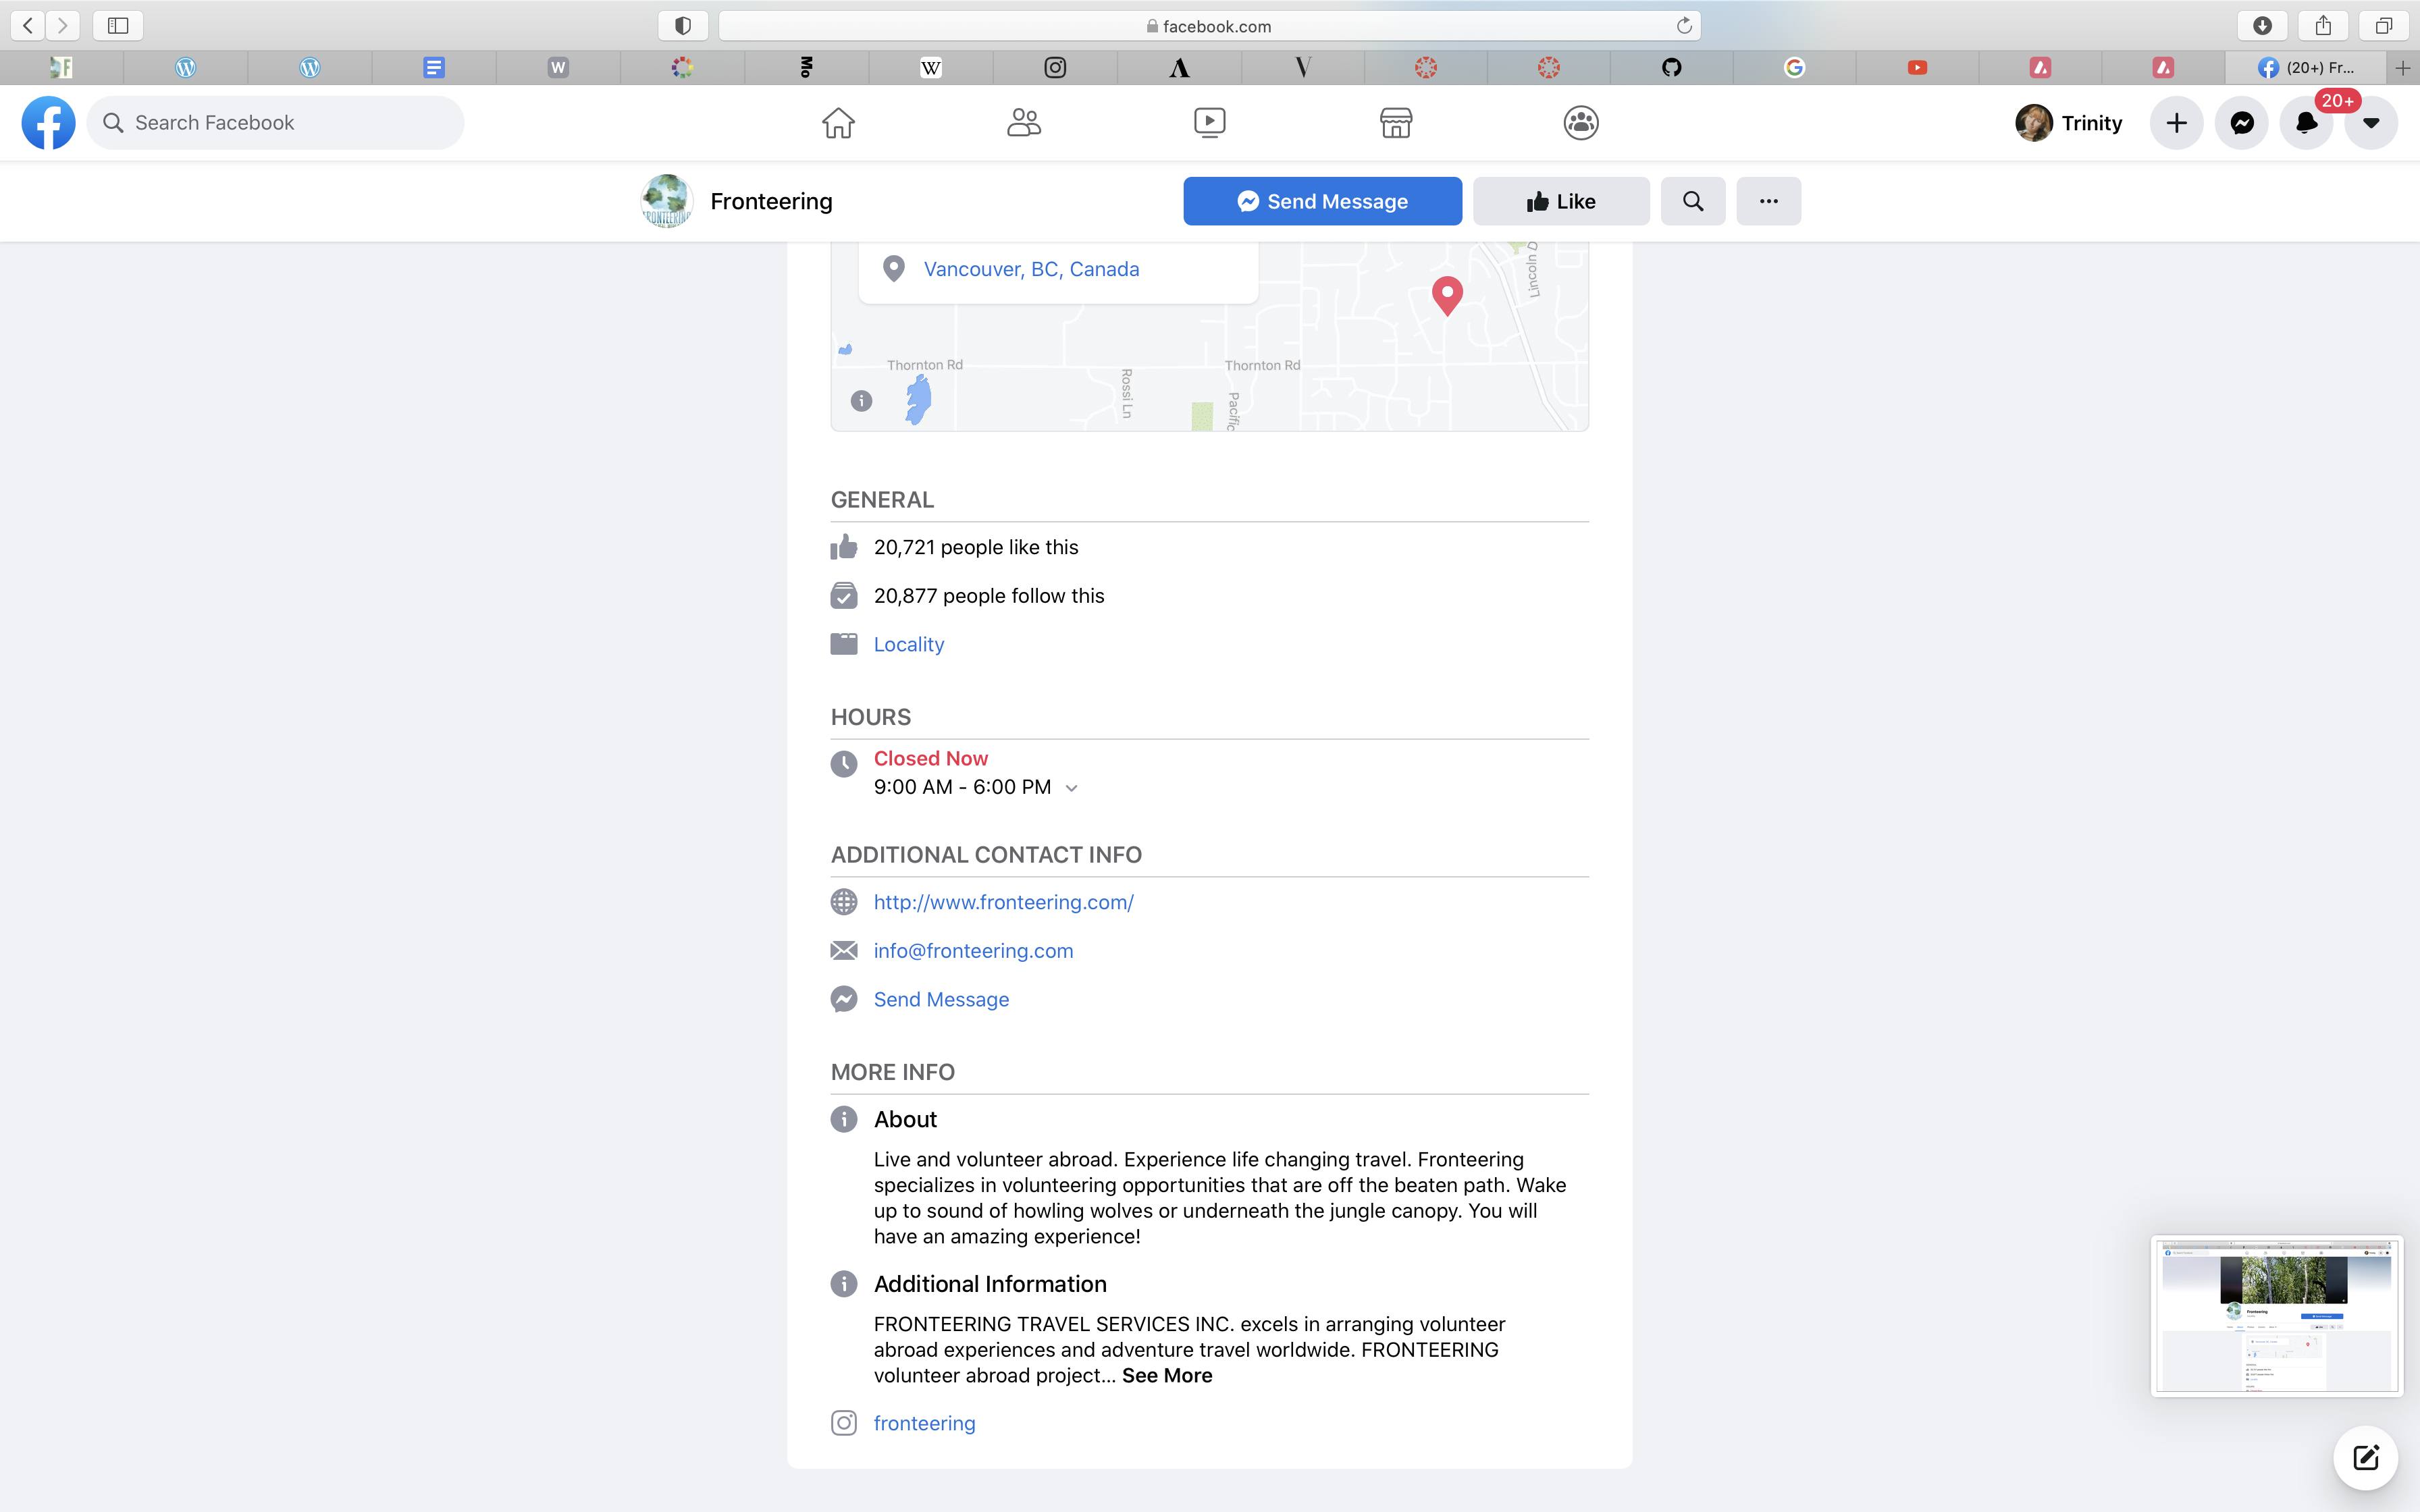 facebook.com
(20+) Fr...
Search Facebook
Trinity
20+
Fronteering
Send Message
Like
Vancouver, BC, Canada
Lincoln D
Thornton Rd
Thornton Rd
Rossi Ln
Pacific
GENERAL
20,721 people like this
20,877 people follow this
Locality
HOURS
Closed Now
9:00 AM - 6:00 PM
ADDITIONAL CONTACT INFO
http://www.fronteering.com/
info@fronteering.com
Send Message
MORE INFO
About
Live and volunteer abroad. Experience life changing travel. Fronteering
specializes in volunteering opportunities that are off the beaten path. Wake
up to sound of howling wolves or underneath the jungle canopy. You will
have an amazing experience!
Additional Information
FRONTEERING TRAVEL SERVICES INC. excels in arranging volunteer
abroad experiences and adventure travel worldwide. FRONTEERING
volunteer abroad project... See More
fronteering